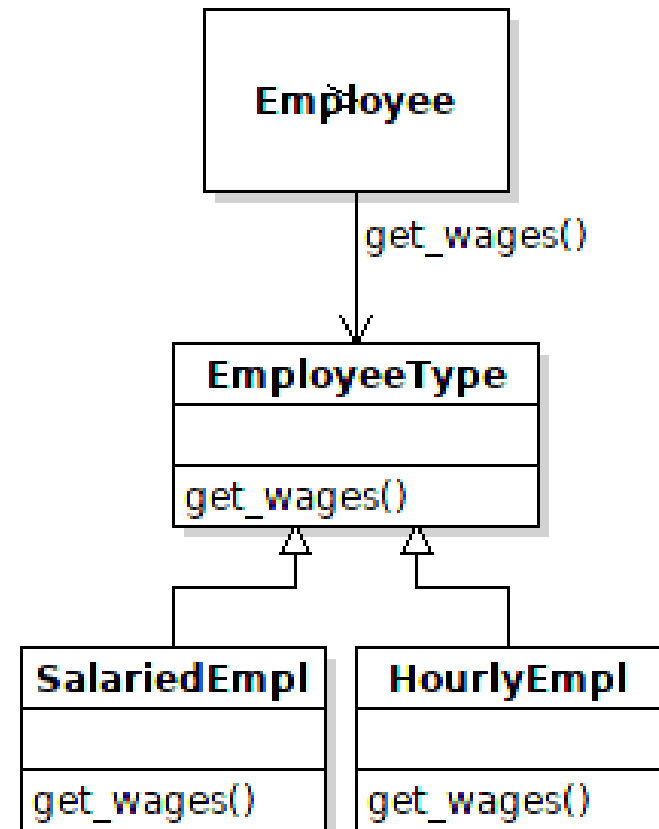 Employee
get_wages()
EmployeeType
get_wages()
SalariedEmpl
HourlyEmpl
get_wages()
get_wages()